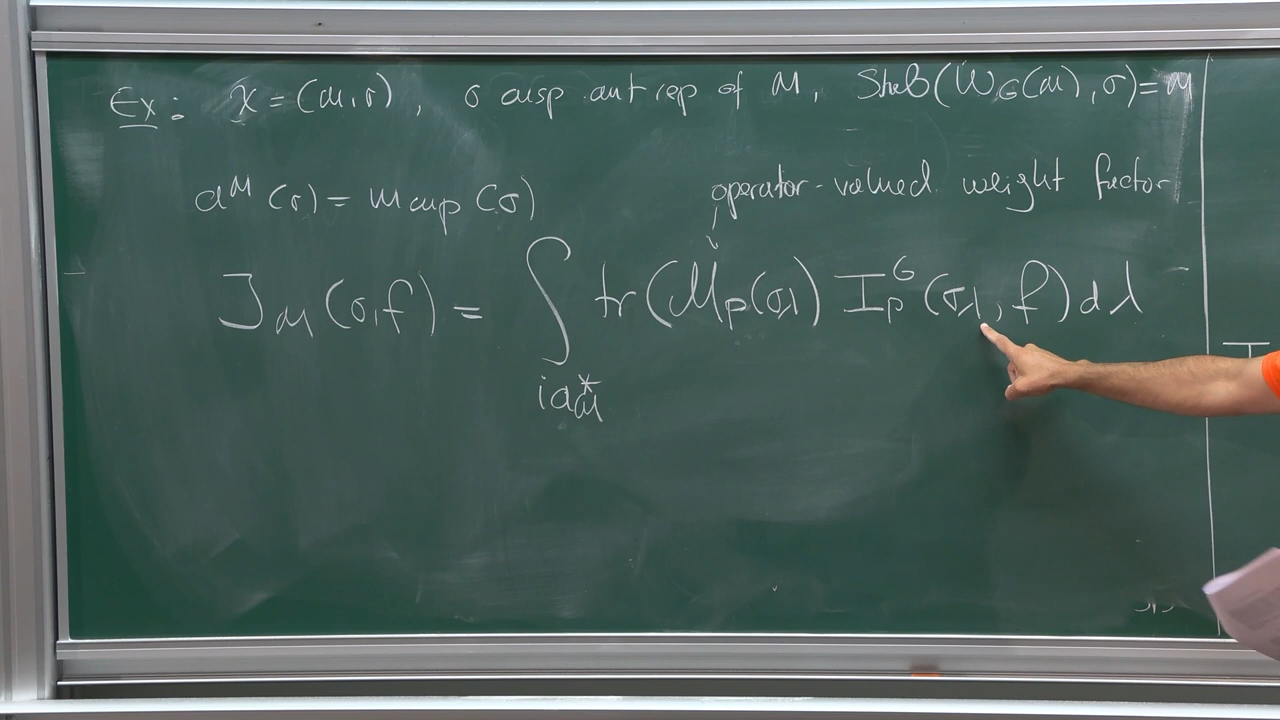 Ex: χ = (M,σ), σ cusp aut rep of M, Stab(W_G(M),σ) = M
operator-valued weight factor
a^M (σ) = m cusp (σ)
J_M (σ,f) = ∫_{ia_M^*} tr(M_P(σ_λ) I_P^G (σ_λ, f) dλ